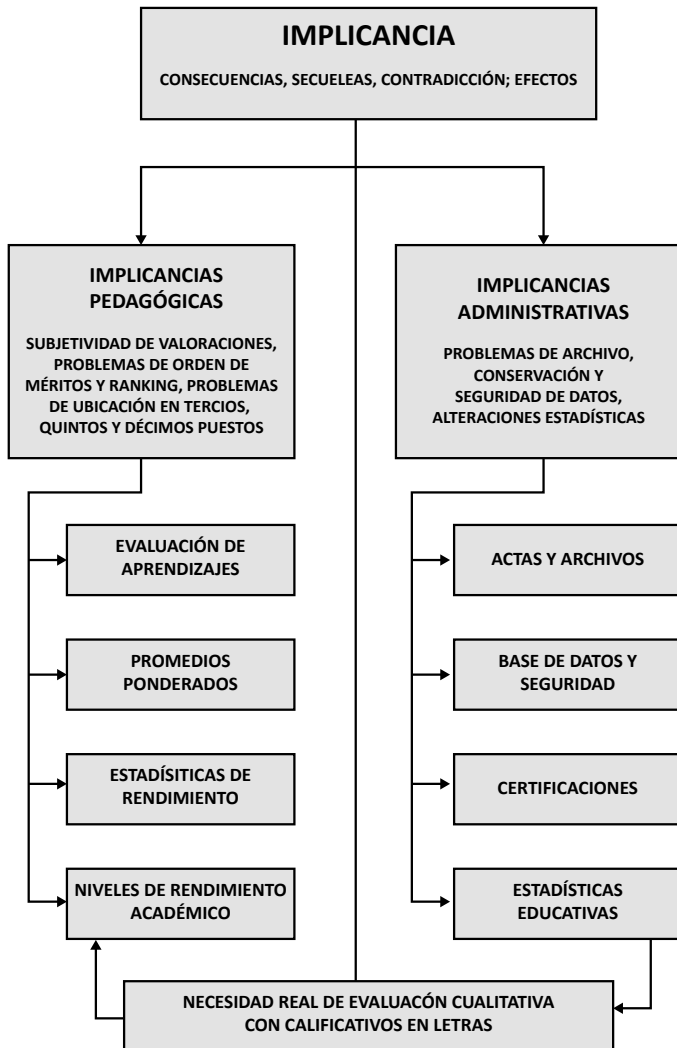 IMPLICANCIA
CONSECUENCIAS, SECUELEAS, CONTRADICCIÓN; EFECTOS
IMPLICANCIAS
PEDAGÓGICAS
SUBJETIVIDAD DE VALORACIONES,
PROBLEMAS DE ORDEN DE
MÉRITOS Y RANKING, PROBLEMAS
DE UBICACIÓN EN TERCIOS,
QUINTOS Y DÉCIMOS PUESTOS
IMPLICANCIAS
ADMINISTRATIVAS
PROBLEMAS DE ARCHIVO,
CONSERVACIÓN Y
SEGURIDAD DE DATOS,
ALTERACIONES ESTADÍSTICAS
EVALUACIÓN DE
APRENDIZAJES
PROMEDIOS
PONDERADOS
ESTADÍSITICAS DE
RENDIMIENTO
NIVELES DE RENDIMIENTO
ACADÉMICO
ACTAS Y ARCHIVOS
BASE DE DATOS Y
SEGURIDAD
CERTIFICACIONES
ESTADÍSTICAS
EDUCATIVAS
NECESIDAD REAL DE EVALUACÓN CUALITATIVA
CON CALIFICATIVOS EN LETRAS